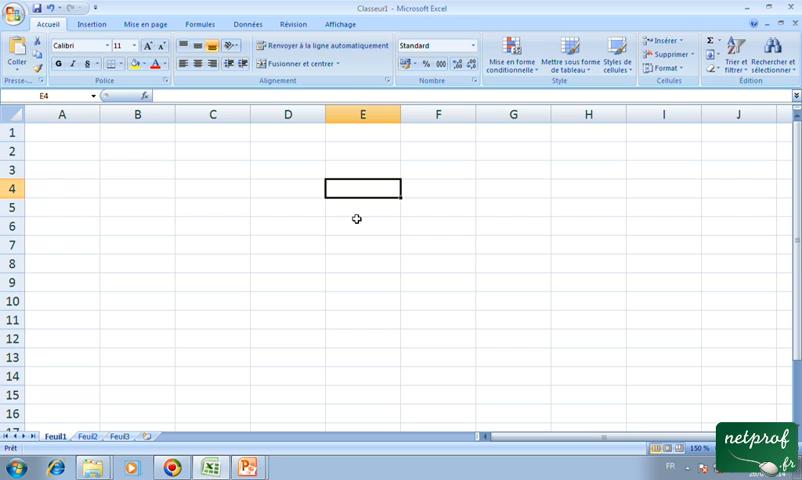 Classeur1 - Microsoft Excel
Accueil Insertion Mise en page Formules Données Révision Affichage
Coller
Calibri 11
G I S
Renvoyer à la ligne automatiquement
Fusionner et centrer
Standard
% 000
Mise en forme conditionnelle
Mettre sous forme de tableau
Styles de cellules
Insérer
Supprimer
Format
Σ
Trier et filtrer
Rechercher et sélectionner
Presse-... Police Alignement Nombre Style Cellules Édition
E4 fx
A B C D E F G H I J
1
2
3
4
5
6
7
8
9
10
11
12
13
14
15
16
17
Feuil1 Feuil2 Feuil3
Prêt 150 %
FR
netprof
.fr